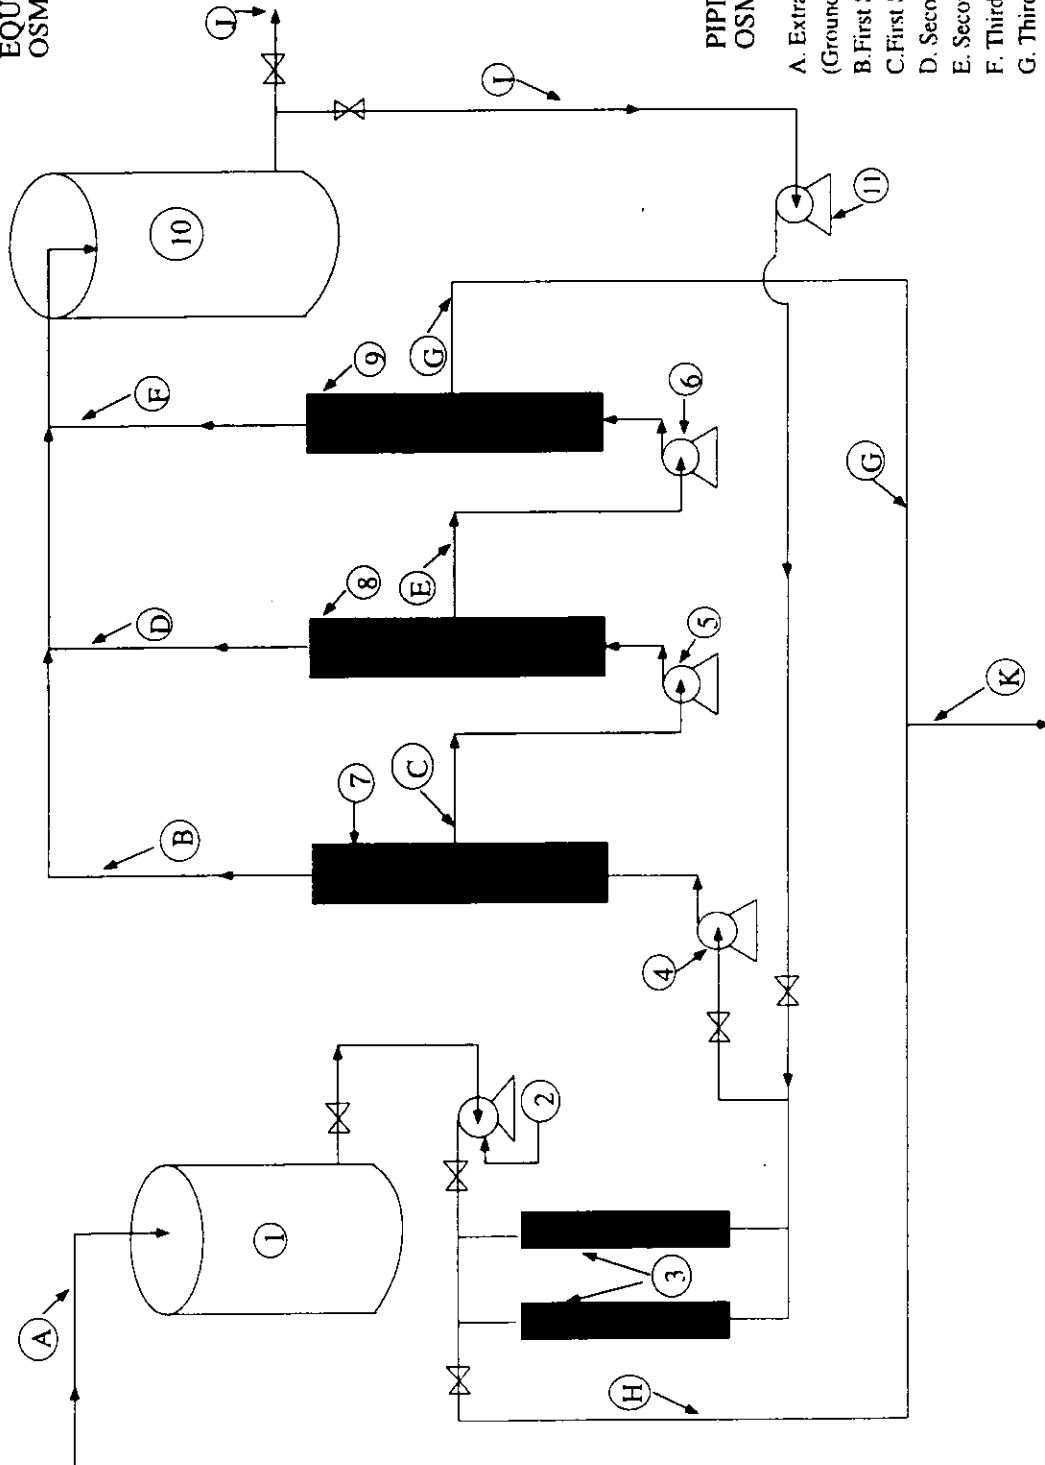 EQU
OSM
PIPI
OSM
A. Extra
(Ground
B.First S
C.First S
D. Seco
E. Seco
F. Third
G. Third
J
I
10
11
F
9
G
6
G
D
8
E
5
B
7
C
4
K
1
2
3
A
H